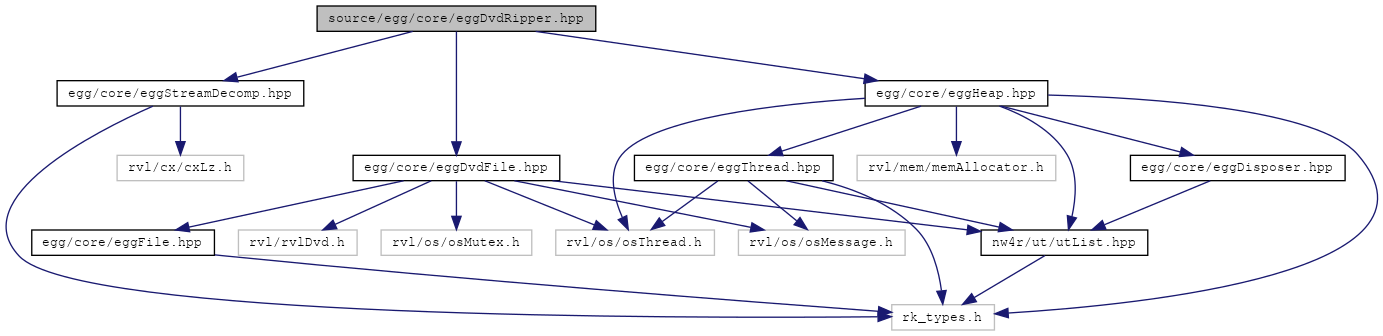 source/egg/core/eggDvdRipper.hpp
egg/core/eggStreamDecomp.hpp
egg/core/eggHeap.hpp
rvl/cx/cxLz.h
egg/core/eggDvdFile.hpp
egg/core/eggThread.hpp
rvl/mem/memAllocator.h
egg/core/eggDisposer.hpp
egg/core/eggFile.hpp
rvl/rvlDvd.h
rvl/os/osMutex.h
rvl/os/osThread.h
rvl/os/osMessage.h
nw4r/ut/utList.hpp
rk_types.h